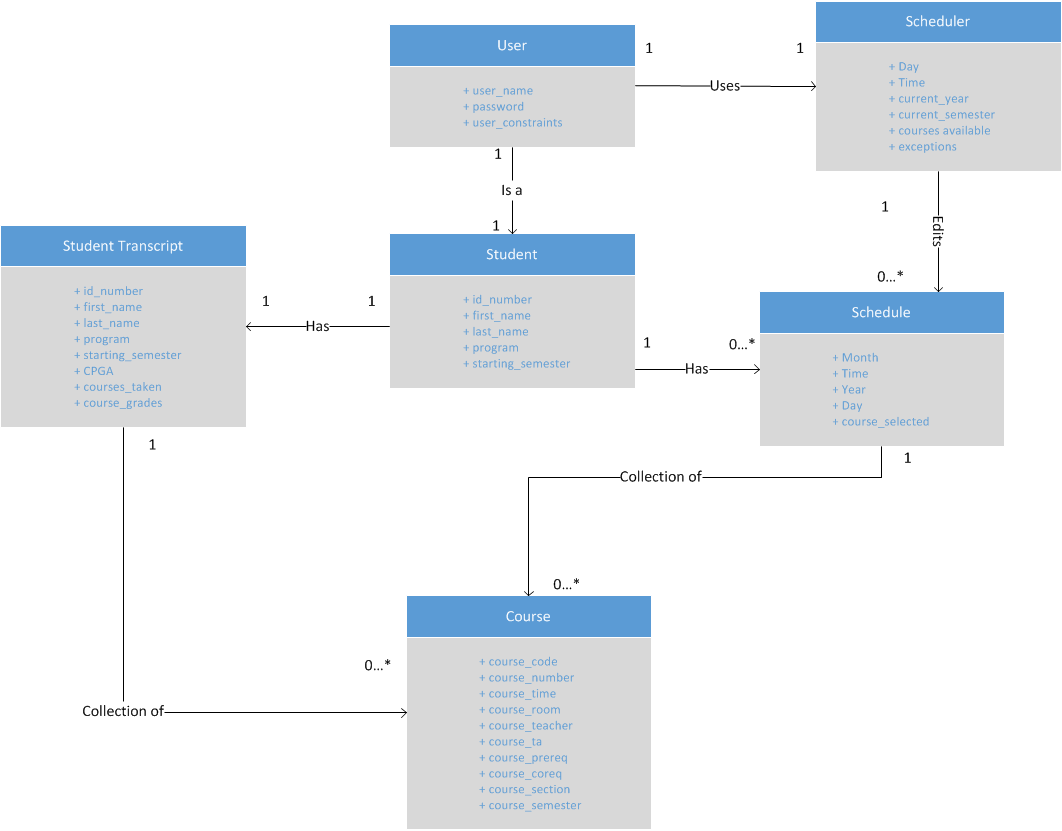 Scheduler
+ Day
+ Time
+ current_year
+ current_semester
+ courses available
+ exceptions
User
+ user_name
+ password
+ user_constraints
1
1
Uses
1
Is a
1
1
Edits
0...*
Student Transcript
+ id_number
+ first_name
+ last_name
+ program
+ starting_semester
+ CPGA
+ courses_taken
+ course_grades
1
1
Has
Student
+ id_number
+ first_name
+ last_name
+ program
+ starting_semester
1
0...*
Has
Schedule
+ Month
+ Time
+ Year
+ Day
+ course_selected
1
1
Collection of
0...*
0...*
Collection of
Course
+ course_code
+ course_number
+ course_time
+ course_room
+ course_teacher
+ course_ta
+ course_prereq
+ course_coreq
+ course_section
+ course_semester